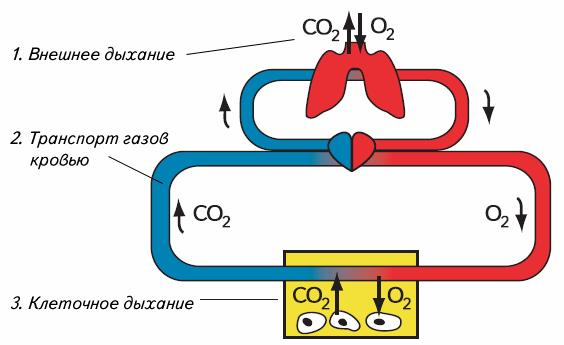 CO₂ O₂
1. Внешнее дыхание
2. Транспорт газов
кровью
CO₂ O₂
3. Клеточное дыхание
CO₂ O₂